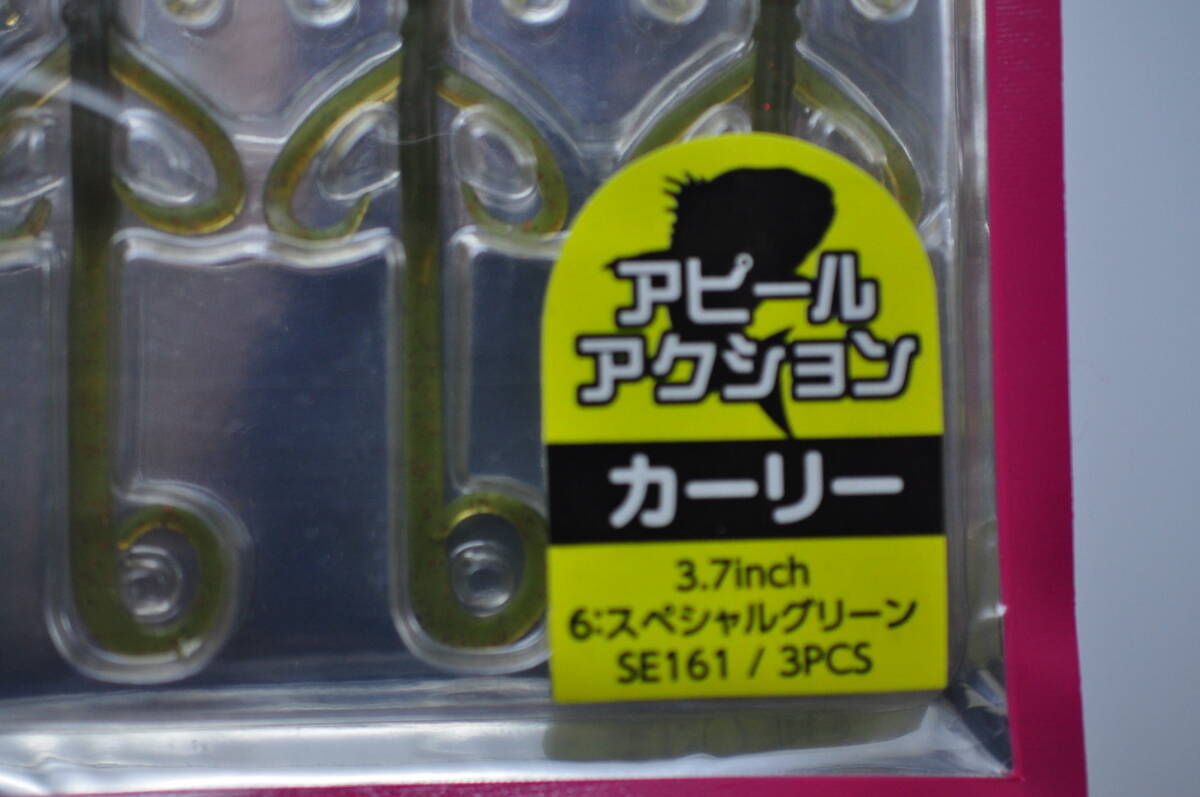 アピール
アクション
カーリー
3.7inch
6:スペシャルグリーン
SE161 / 3PCS